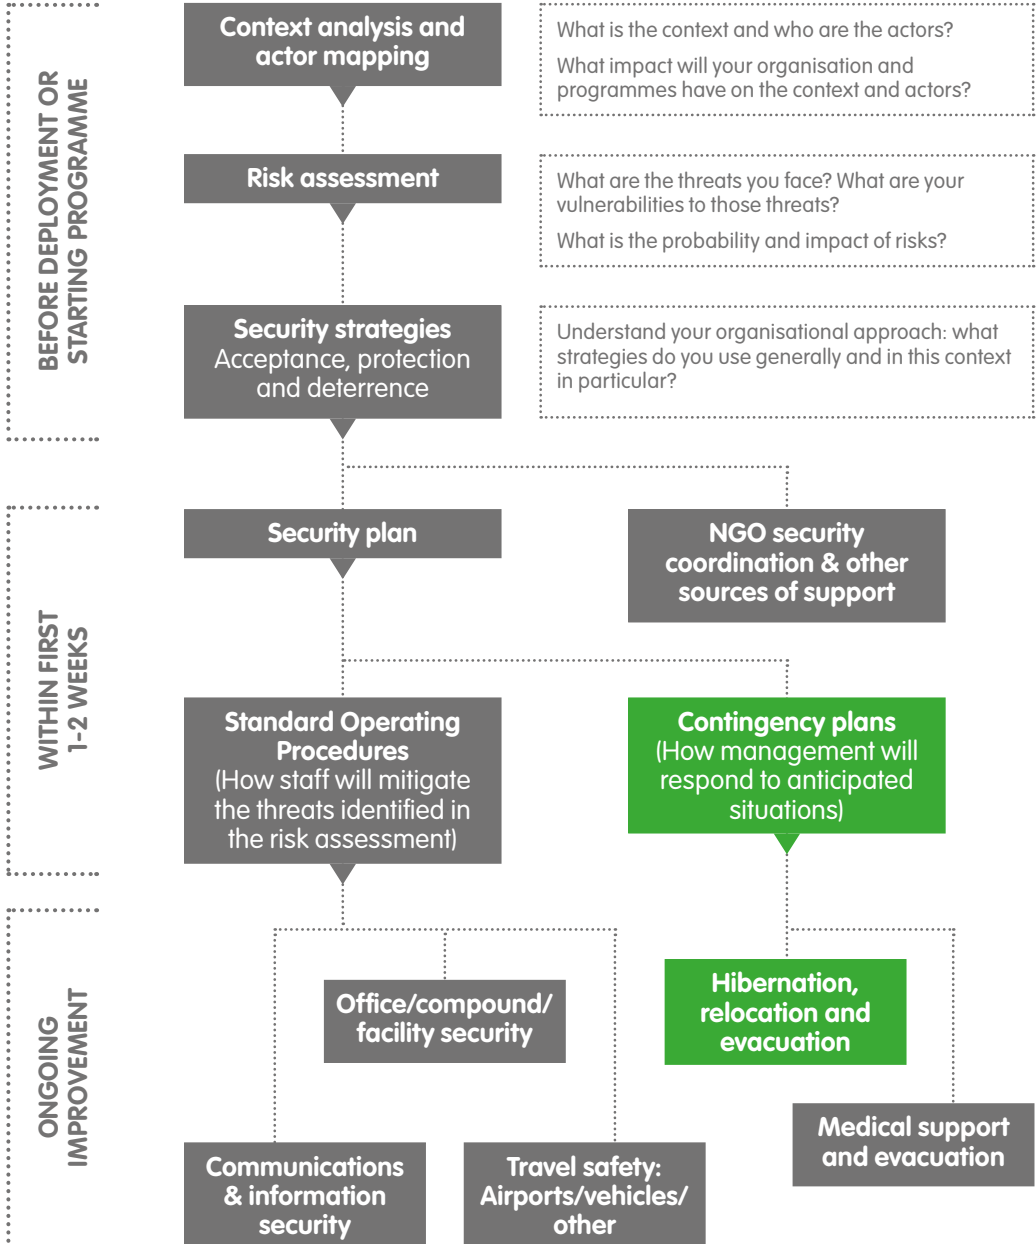 BEFORE DEPLOYMENT OR
STARTING PROGRAMME
Context analysis and
actor mapping
What is the context and who are the actors?
What impact will your organisation and
programmes have on the context and actors?
Risk assessment
What are the threats you face? What are your
vulnerabilities to those threats?
What is the probability and impact of risks?
Security strategies
Acceptance, protection
and deterrence
Understand your organisational approach: what
strategies do you use generally and in this context
in particular?
WITHIN FIRST
1-2 WEEKS
Security plan
NGO security
coordination & other
sources of support
Standard Operating
Procedures
(How staff will mitigate
the threats identified in
the risk assessment)
Contingency plans
(How management will
respond to anticipated
situations)
ONGOING
IMPROVEMENT
Office/compound/
facility security
Hibernation,
relocation and
evacuation
Communications
& information
security
Travel safety:
Airports/vehicles/
other
Medical support
and evacuation